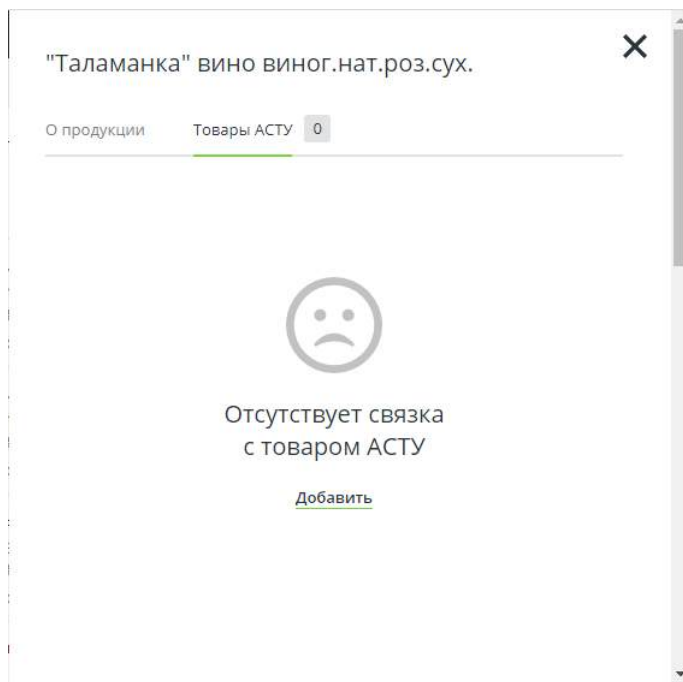 "Таламанка" вино виног.нат.роз.сух.
О продукции Товары АСТУ 0
Отсутствует связка
с товаром АСТУ
Добавить